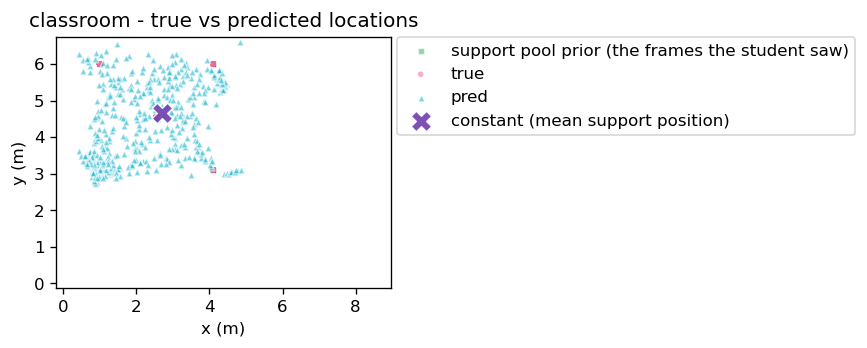 classroom - true vs predicted locations
support pool prior (the frames the student saw)
true
pred
constant (mean support position)
y (m)
6
5
4
3
2
1
0
0 2 4 6 8
x (m)